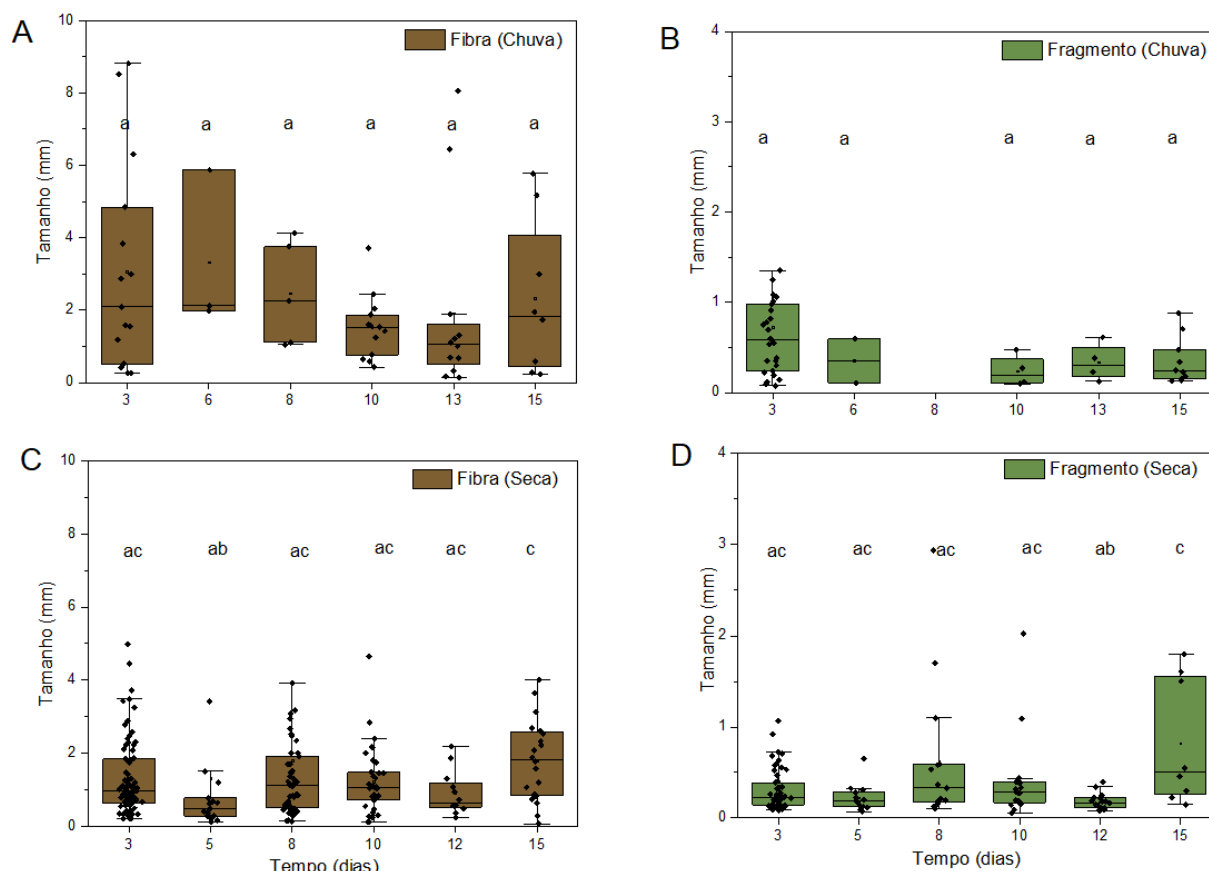 A
Fibra (Chuva)
Tamanho (mm)
10
8
6
4
2
0
a a a a a a
3 6 8 10 13 15
B
Fragmento (Chuva)
Tamanho (mm)
4
3
2
1
0
a a a a a
3 6 8 10 13 15
C
Fibra (Seca)
Tamanho (mm)
10
8
6
4
2
0
ac ab ac ac ac c
3 5 8 10 12 15
Tempo (dias)
D
Fragmento (Seca)
Tamanho (mm)
4
3
2
1
0
ac ac ac ac ab c
3 5 8 10 12 15
Tempo (dias)